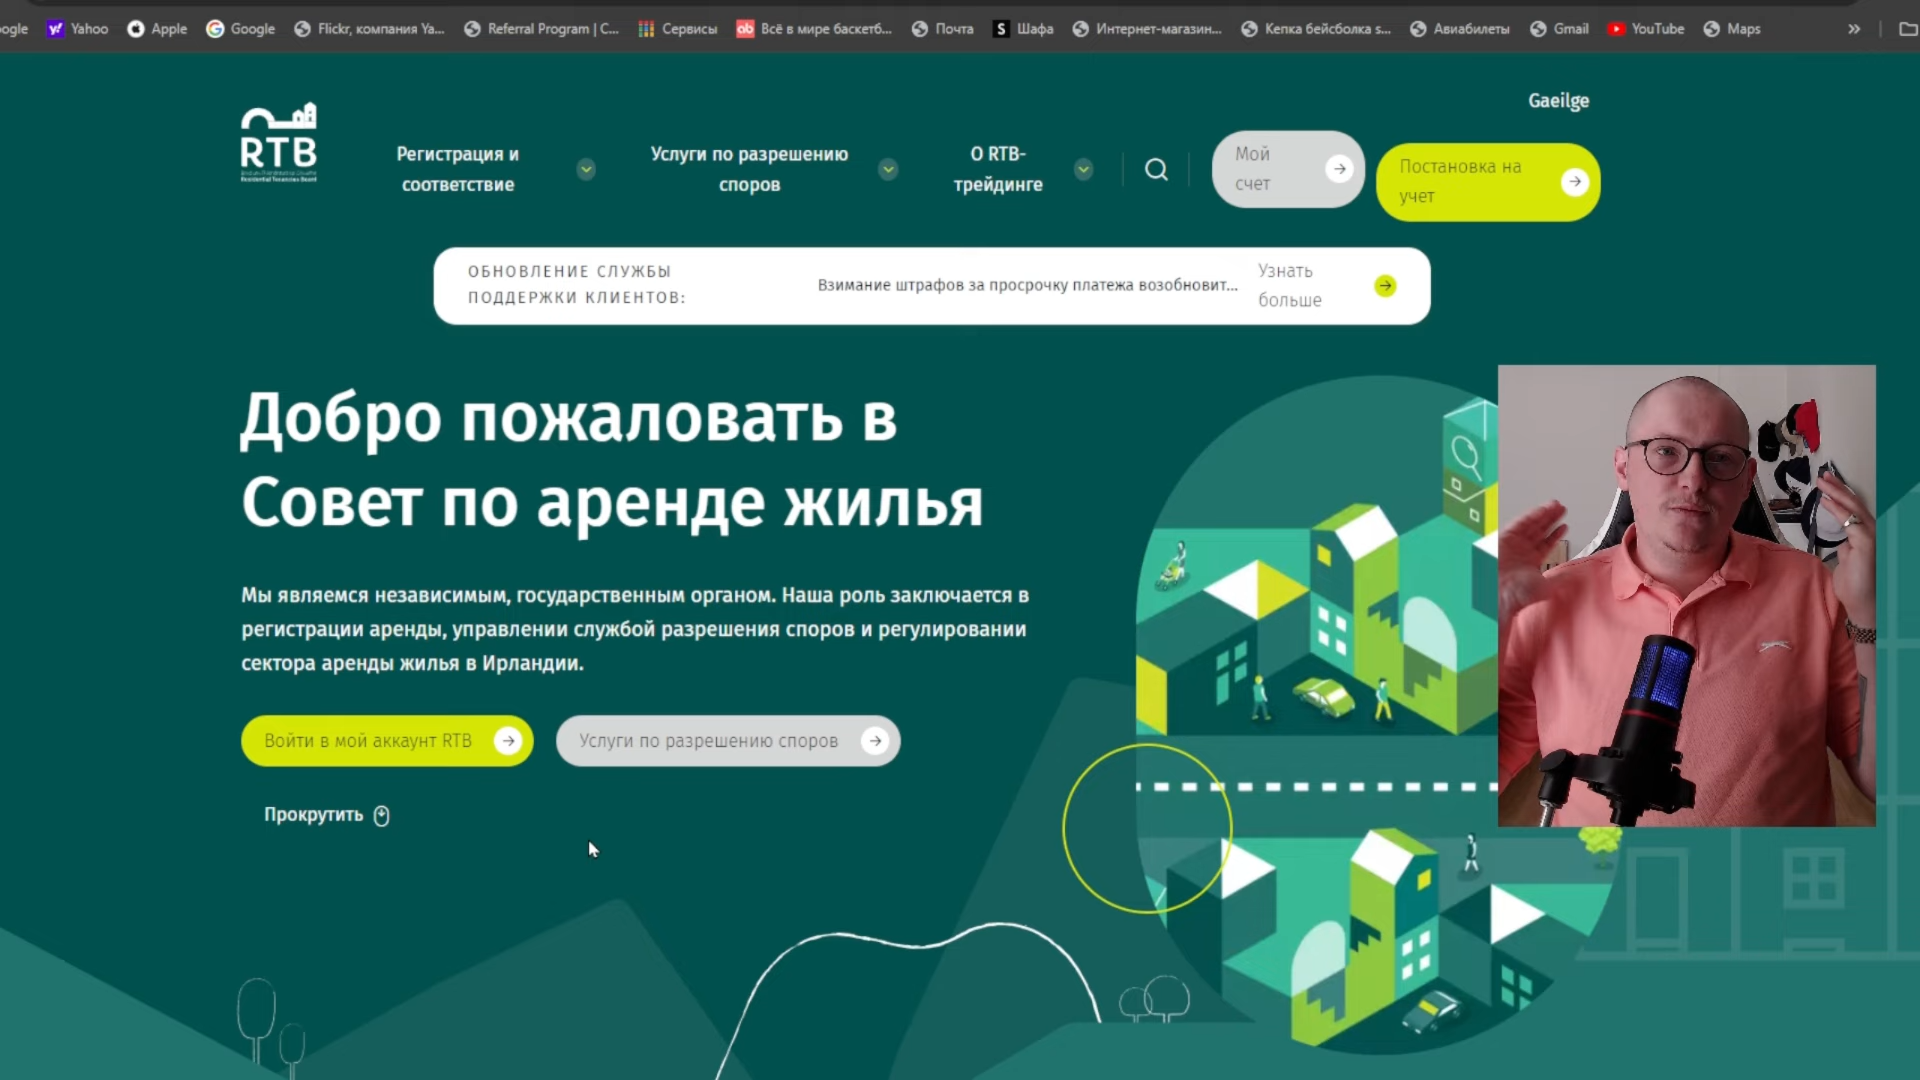 ogle Yahoo Apple Google Flickr, компания Ya... Referral Program | C... Сервисы Всё в мире баскетб... Почта Шафа Интернет-магазин... Кепка бейсболка s... Авиабилеты Gmail YouTube Maps »
Gaeilge
RTB
Residential Tenancies Board
Регистрация и
соответствие
Услуги по разрешению
споров
О RTB-
трейдинге
Мой
счет
Постановка на
учет
ОБНОВЛЕНИЕ СЛУЖБЫ
ПОДДЕРЖКИ КЛИЕНТОВ:
Взимание штрафов за просрочку платежа возобновит...
Узнать
больше
Добро пожаловать в
Совет по аренде жилья
Мы являемся независимым, государственным органом. Наша роль заключается в
регистрации аренды, управлении службой разрешения споров и регулировании
сектора аренды жилья в Ирландии.
Войти в мой аккаунт RTB
Услуги по разрешению споров
Прокрутить